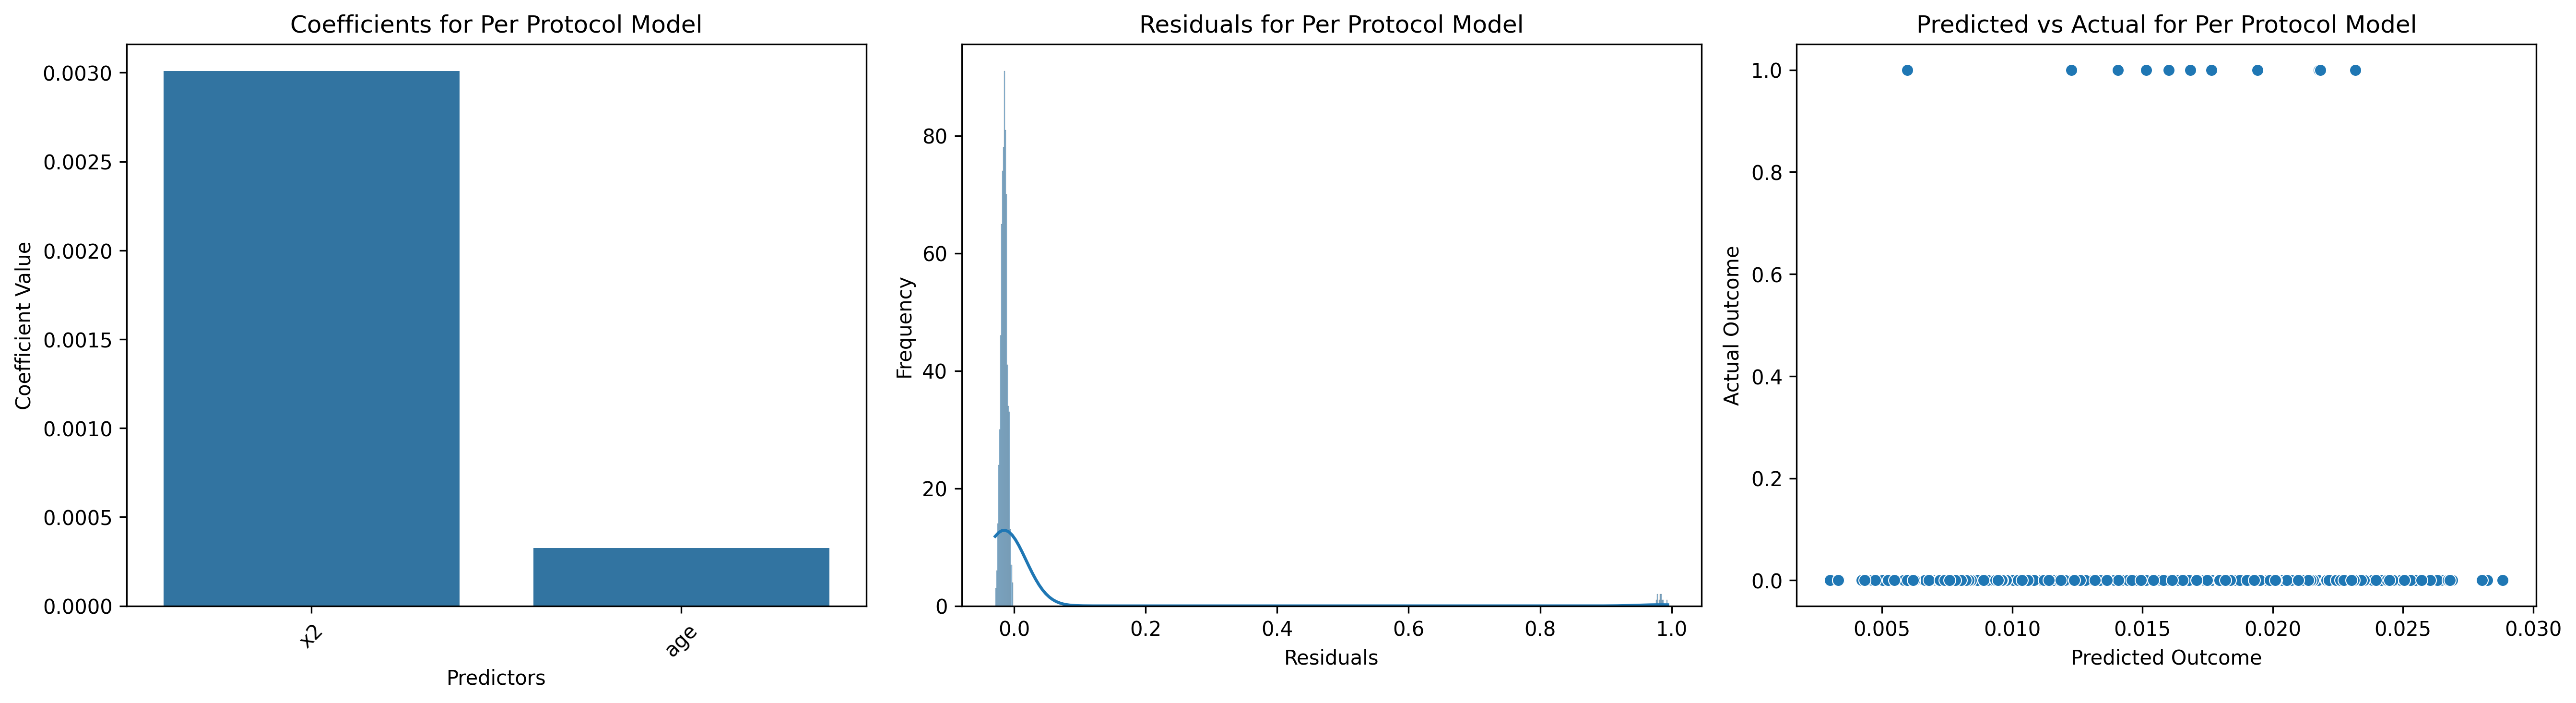 Coefficients for Per Protocol Model
0.0030
0.0025
0.0020
0.0015
0.0010
0.0005
0.0000
Coefficient Value
x2
age
Predictors
Residuals for Per Protocol Model
80
60
40
20
0
Frequency
0.0 0.2 0.4 0.6 0.8 1.0
Residuals
Predicted vs Actual for Per Protocol Model
1.0
0.8
0.6
0.4
0.2
0.0
Actual Outcome
0.005 0.010 0.015 0.020 0.025 0.030
Predicted Outcome